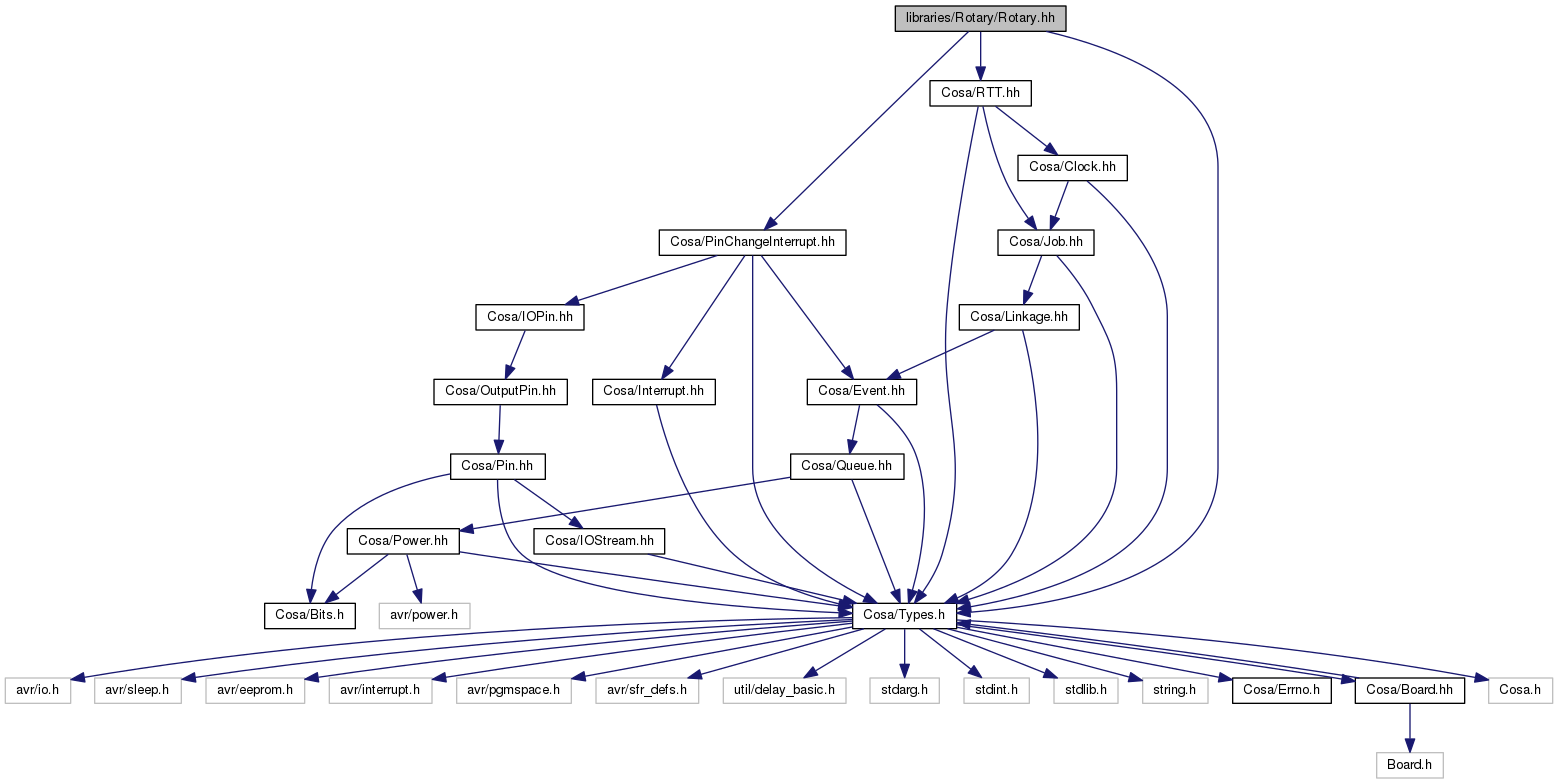 libraries/Rotary/Rotary.hh
Cosa/RTT.hh
Cosa/Clock.hh
Cosa/PinChangeInterrupt.hh
Cosa/Job.hh
Cosa/IOPin.hh
Cosa/Linkage.hh
Cosa/OutputPin.hh
Cosa/Interrupt.hh
Cosa/Event.hh
Cosa/Pin.hh
Cosa/Queue.hh
Cosa/Power.hh
Cosa/IOStream.hh
Cosa/Bits.h
avr/power.h
Cosa/Types.h
avr/io.h
avr/sleep.h
avr/eeprom.h
avr/interrupt.h
avr/pgmspace.h
avr/sfr_defs.h
util/delay_basic.h
stdarg.h
stdint.h
stdlib.h
string.h
Cosa/Errno.h
Cosa/Board.hh
Cosa.h
Board.h